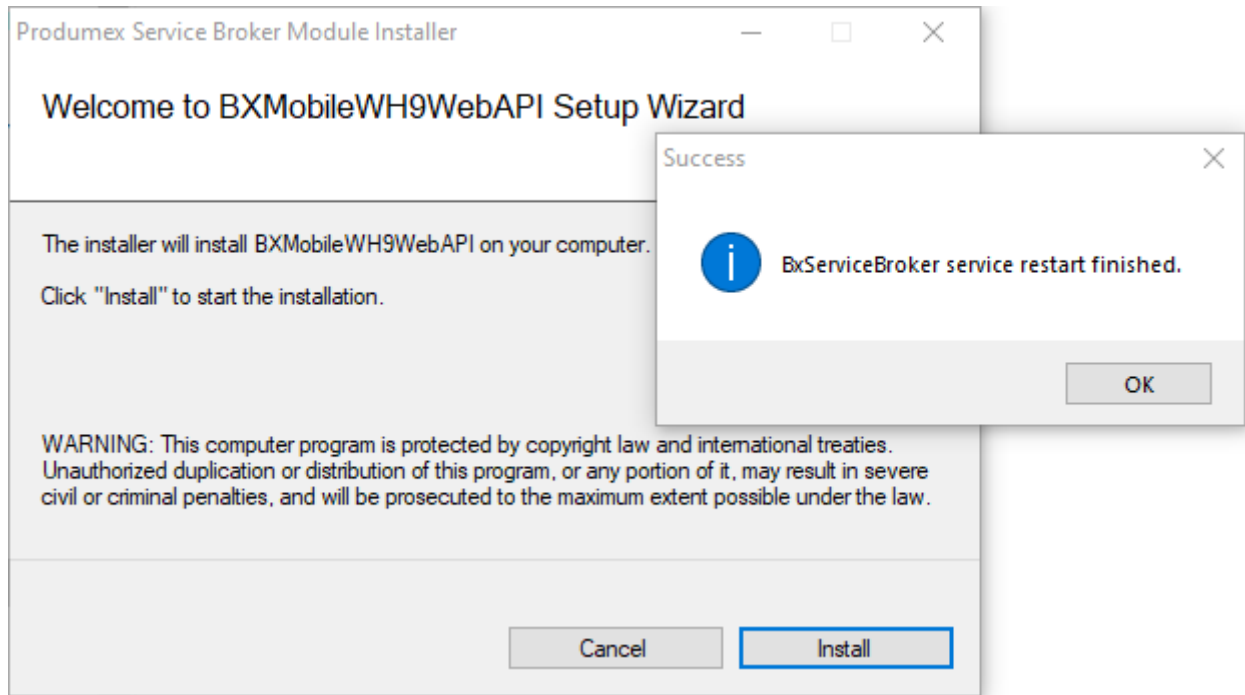 Produmex Service Broker Module Installer
Welcome to BXMobileWH9WebAPI Setup Wizard
Success
The installer will install BXMobileWH9WebAPI on your computer.
BxServiceBroker service restart finished.
Click "Install" to start the installation.
OK
WARNING: This computer program is protected by copyright law and international treaties.
Unauthorized duplication or distribution of this program, or any portion of it, may result in severe
civil or criminal penalties, and will be prosecuted to the maximum extent possible under the law.
Cancel
Install